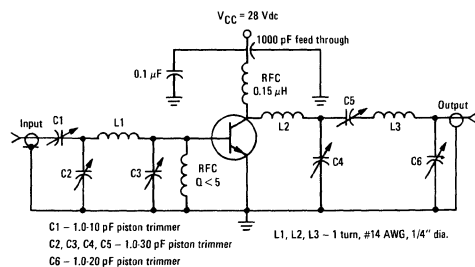 VCC = 28 Vdc
1000 pF feed through
0.1 µF
RFC
0.15 µH
C1
Input
L1
L2
C5
L3
Output
C2
C3
RFC
Q < 5
C4
C6
C1 – 1.0-10 pF piston trimmer
C2, C3, C4, C5 – 1.0-30 pF piston trimmer
C6 – 1.0-20 pF piston trimmer
L1, L2, L3 – 1 turn, #14 AWG, 1/4" dia.